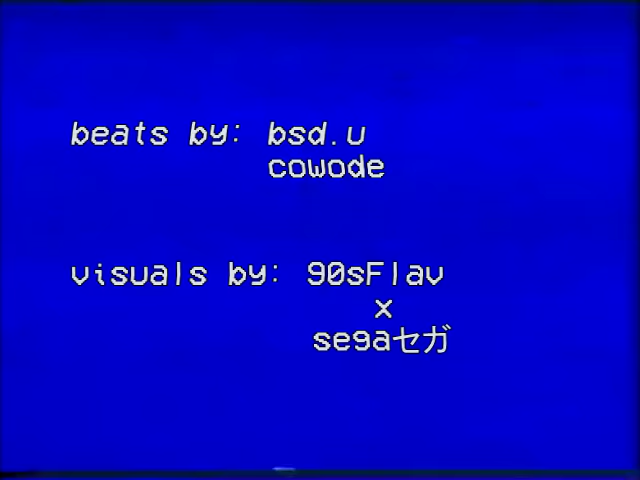 beats by: bsd.u
cowode
visuals by: 90sFlav
x
segaセガ